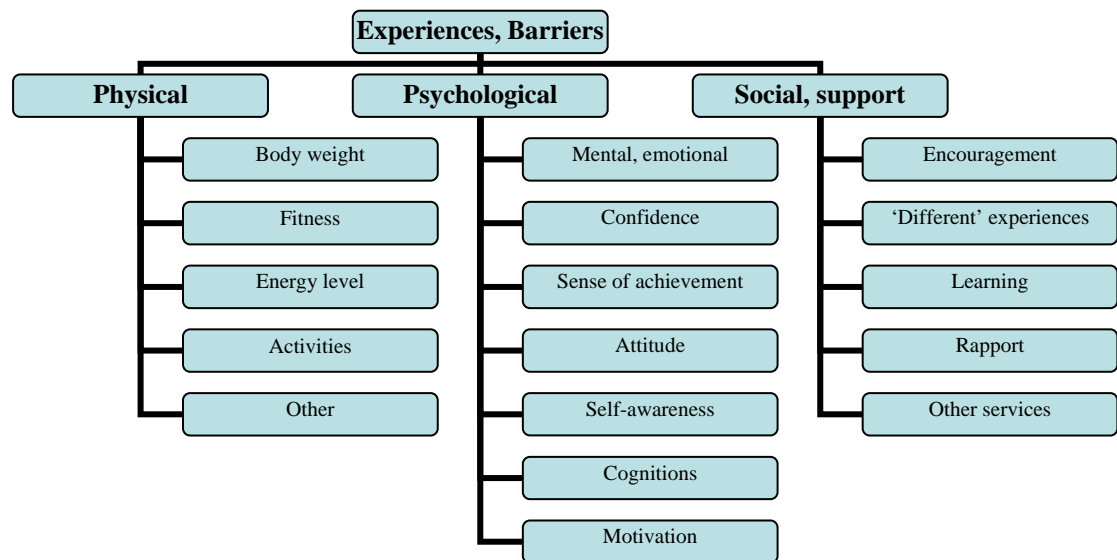 Experiences, Barriers
Physical
Body weight
Fitness
Energy level
Activities
Other
Psychological
Mental, emotional
Confidence
Sense of achievement
Attitude
Self-awareness
Cognitions
Motivation
Social, support
Encouragement
‘Different’ experiences
Learning
Rapport
Other services